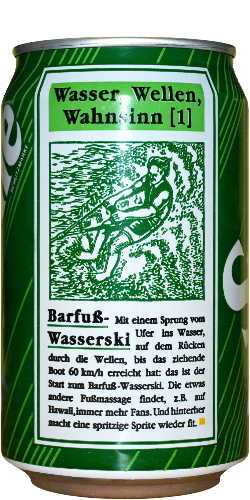 Wasser, Wellen,
Wahnsinn [1]
Barfuß- Mit einem Sprung vom
Wasserski Ufer ins Wasser,
auf dem Rücken
durch die Wellen, bis das ziehende
Boot 60 km/h erreicht hat: das ist der
Start zum Barfuß-Wasserski. Die etwas
andere Fußmassage findet, z.B. auf
Hawaii,immer mehr Fans. Und hinterher
macht eine spritzige Sprite wieder fit.